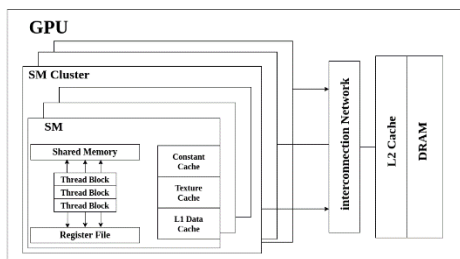 GPU
SM Cluster
SM
Shared Memory
Thread Block
Thread Block
Thread Block
Register File
Constant
Cache
Texture
Cache
L1 Data
Cache
interconnection Network
L2 Cache
DRAM